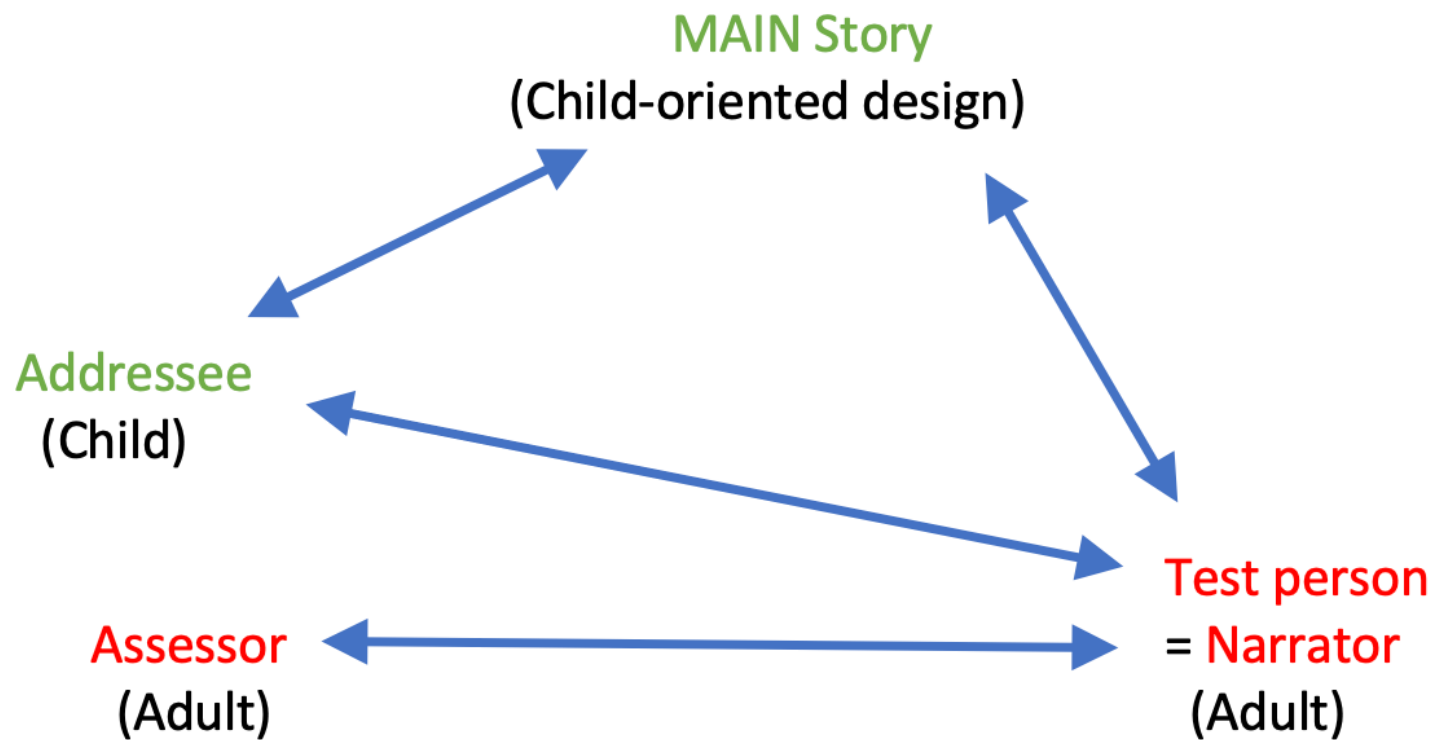 MAIN Story
(Child-oriented design)
Addressee
(Child)
Test person
= Narrator
(Adult)
Assessor
(Adult)